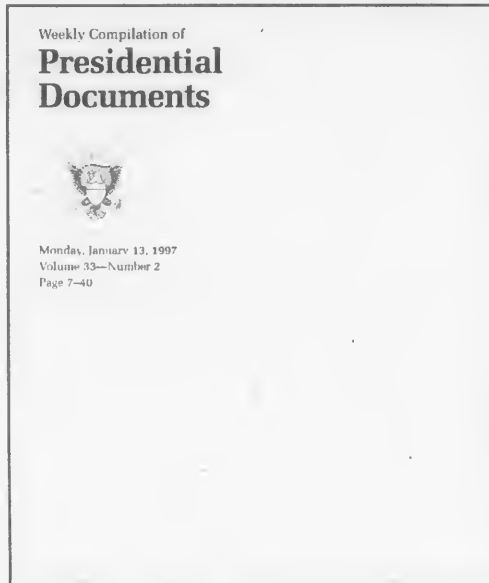 Weekly Compilation of
Presidential
Documents
Monday, January 13, 1997
Volume 33—Number 2
Page 7–40